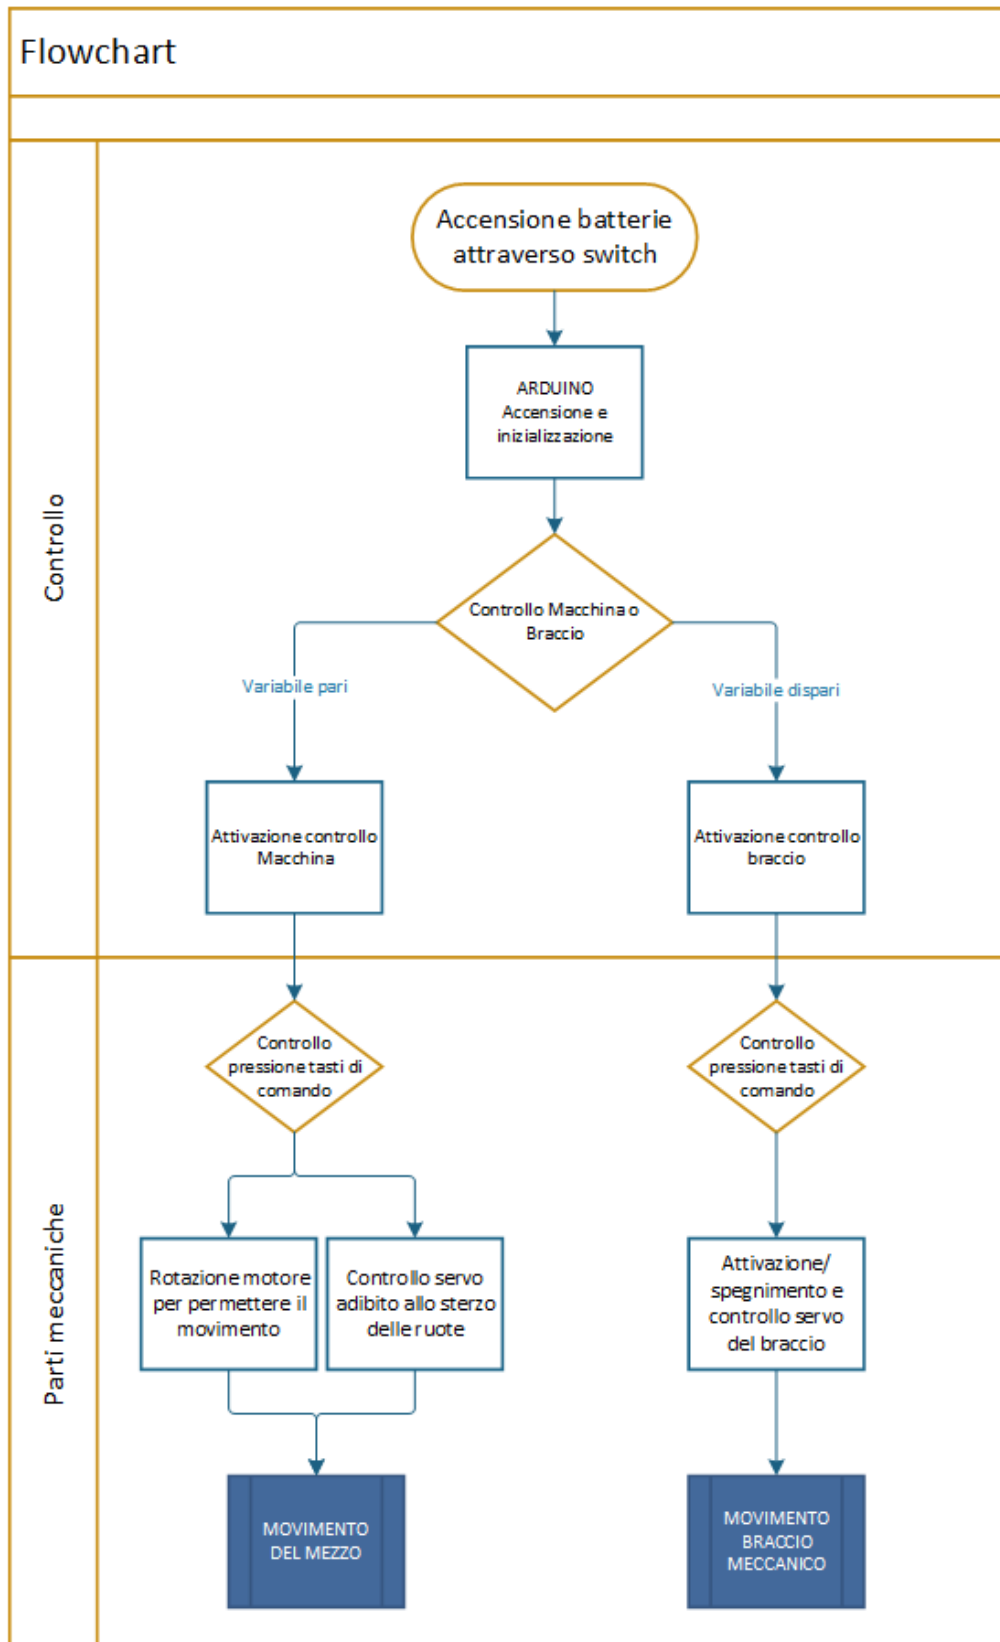 Flowchart
Controllo
Accensione batterie
attraverso switch
ARDUINO
Accensione e
inizializzazione
Controllo Macchina o
Braccio
Variabile pari
Variabile dispari
Attivazione controllo
Macchina
Attivazione controllo
braccio
Parti meccaniche
Controllo
pressione tasti di
comando
Controllo
pressione tasti di
comando
Rotazione motore
per permettere il
movimento
Controllo servo
adibito allo sterzo
delle ruote
Attivazione/
spegnimento e
controllo servo
del braccio
MOVIMENTO
DEL MEZZO
MOVIMENTO
BRACCIO
MECCANICO